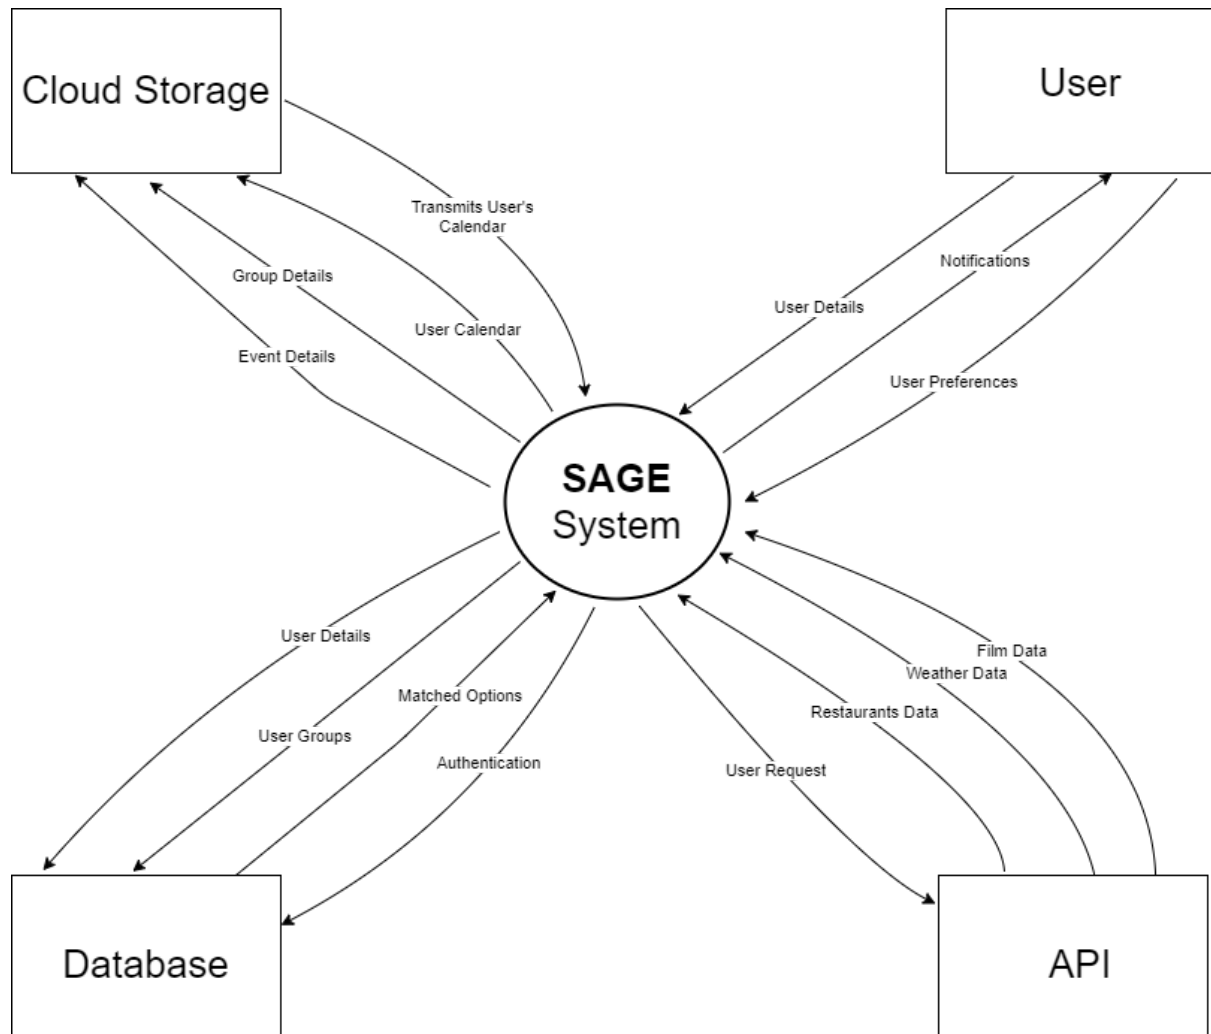 Cloud Storage
User
Transmits User's
Calendar
Group Details
User Calendar
Event Details
Notifications
User Details
User Preferences
SAGE
System
User Details
User Groups
Matched Options
Authentication
Film Data
Weather Data
Restaurants Data
User Request
Database
API